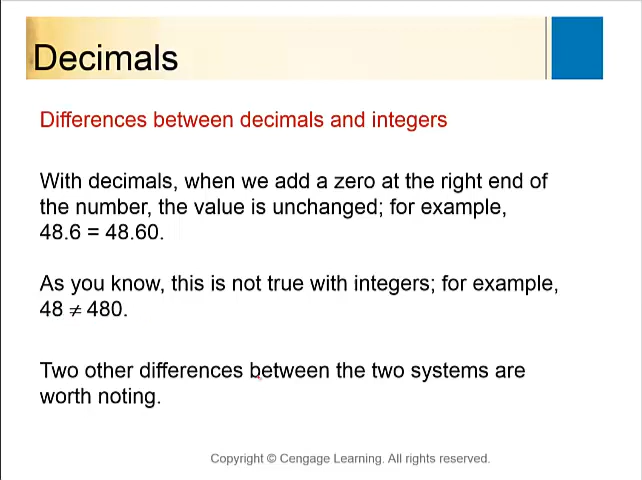 Decimals
Differences between decimals and integers
With decimals, when we add a zero at the right end of
the number, the value is unchanged; for example,
48.6 = 48.60.
As you know, this is not true with integers; for example,
48 ≠ 480.
Two other differences between the two systems are
worth noting.
Copyright © Cengage Learning. All rights reserved.